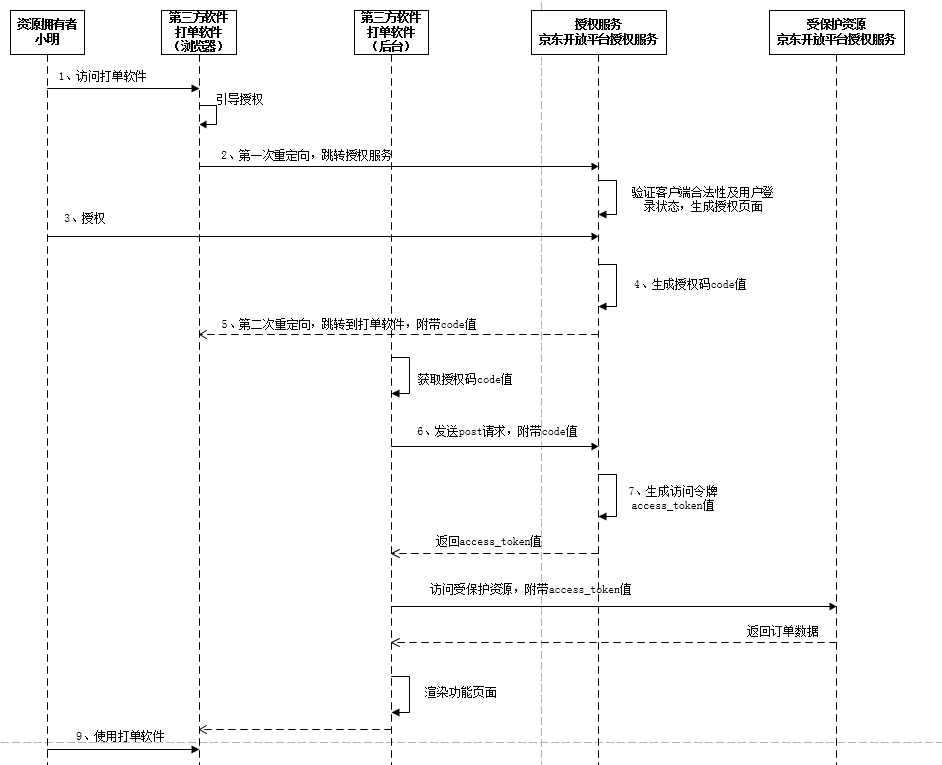 资源拥有者
小明
第三方软件
打单软件
（浏览器）
第三方软件
打单软件
（后台）
授权服务
京东开放平台授权服务
受保护资源
京东开放平台授权服务
1、访问打单软件
引导授权
2、第一次重定向，跳转授权服务
验证客户端合法性及用户登
录状态，生成授权页面
3、授权
4、生成授权码code值
5、第二次重定向，跳转到打单软件，附带code值
获取授权码code值
6、发送post请求，附带code值
7、生成访问令牌
access_token值
返回access_token值
访问受保护资源，附带access_token值
返回订单数据
渲染功能页面
9、使用打单软件